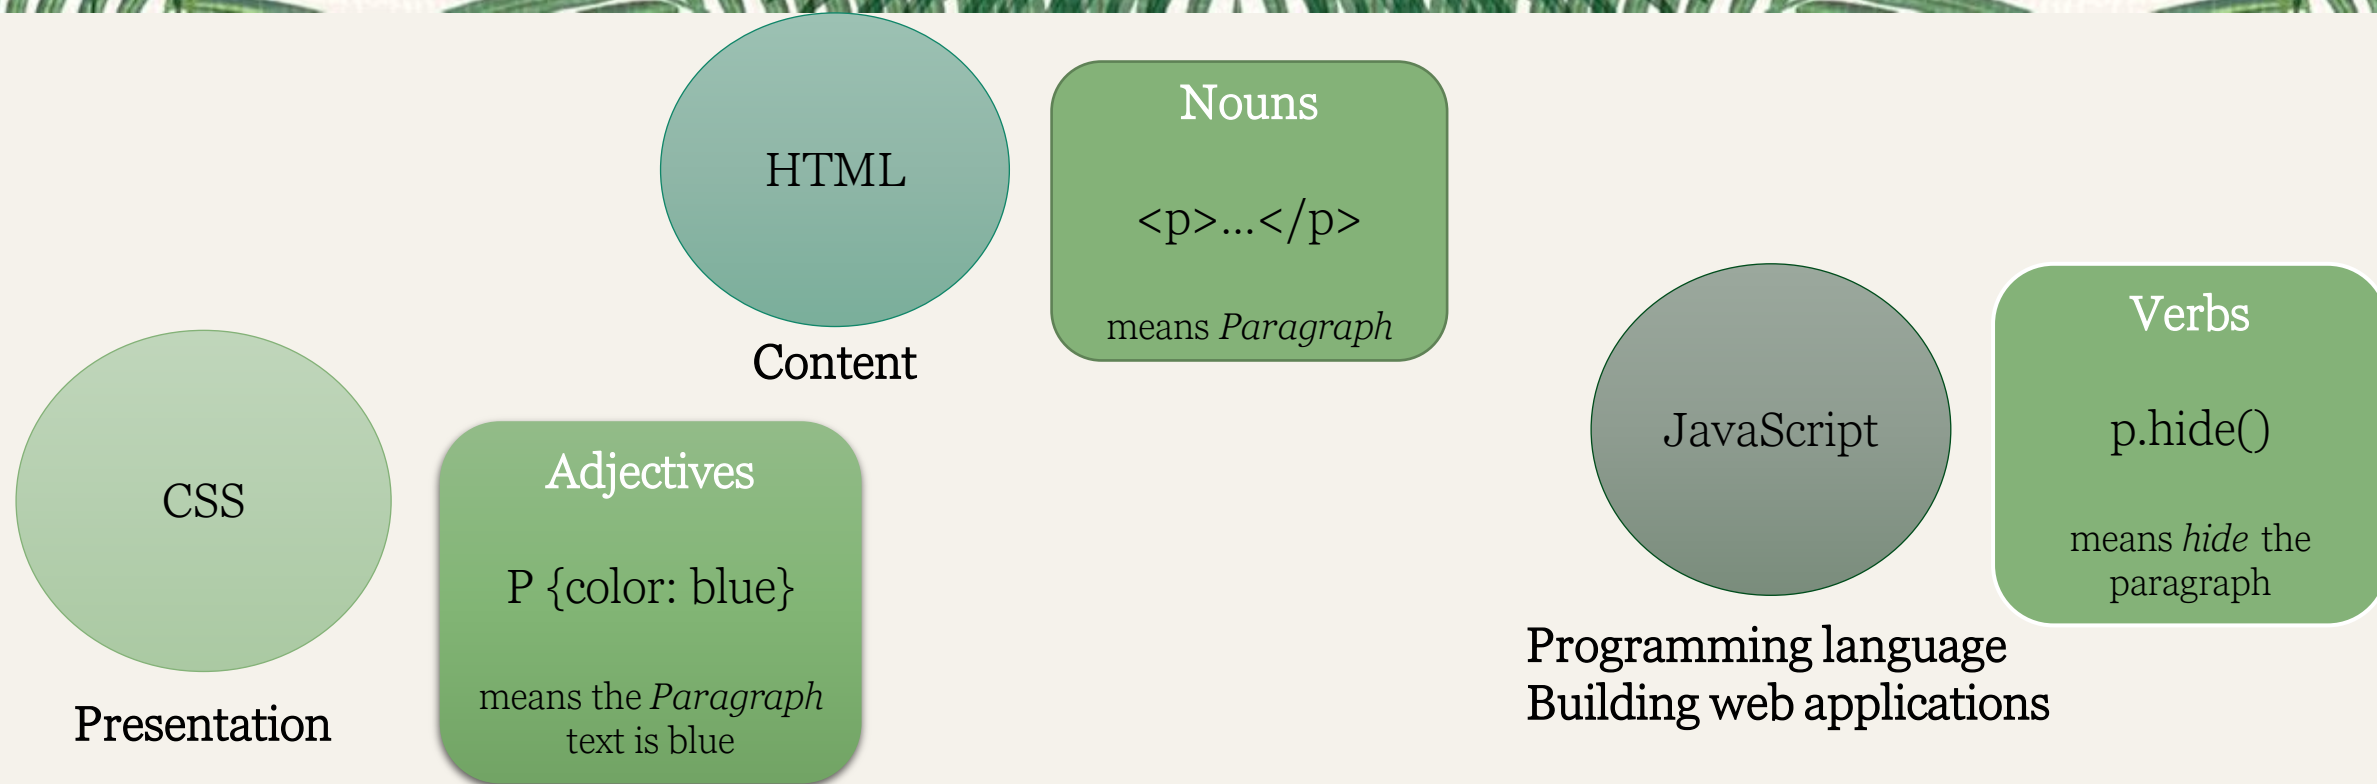 HTML
Content
Nouns
<p>...</p>
means Paragraph
CSS
Presentation
Adjectives
P {color: blue}
means the Paragraph
text is blue
JavaScript
Programming language
Building web applications
Verbs
p.hide()
means hide the
paragraph